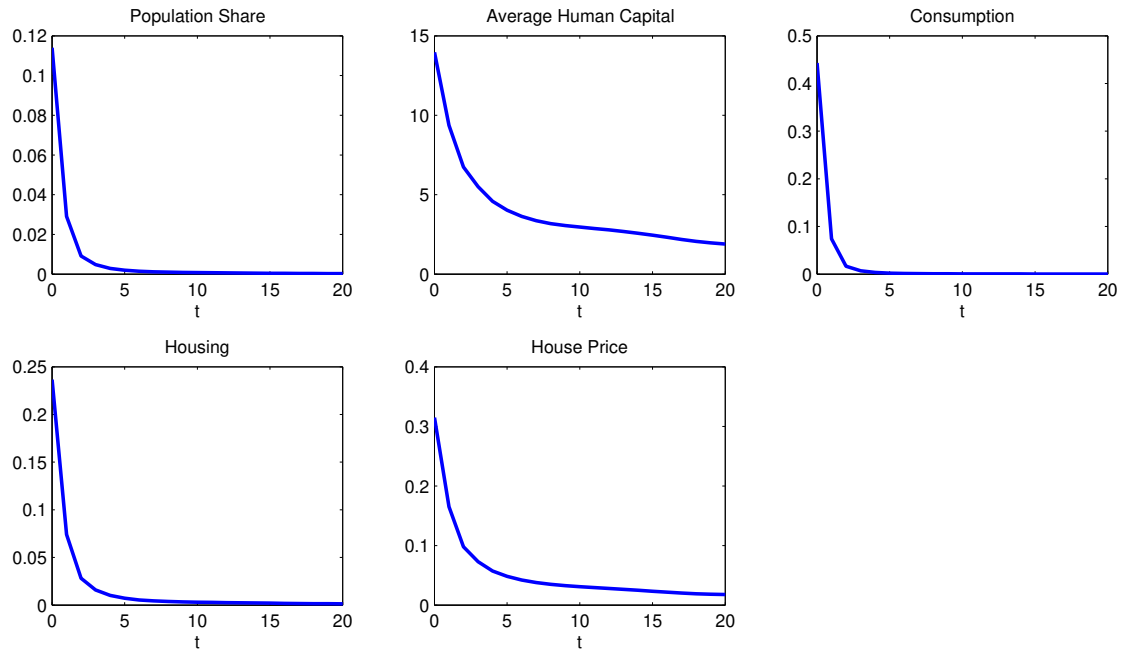 Population Share
0.12
0.1
0.08
0.06
0.04
0.02
0
0 5 10 15 20
t
Average Human Capital
15
10
5
0
0 5 10 15 20
t
Consumption
0.5
0.4
0.3
0.2
0.1
0
0 5 10 15 20
t
Housing
0.25
0.2
0.15
0.1
0.05
0
0 5 10 15 20
t
House Price
0.4
0.3
0.2
0.1
0
0 5 10 15 20
t